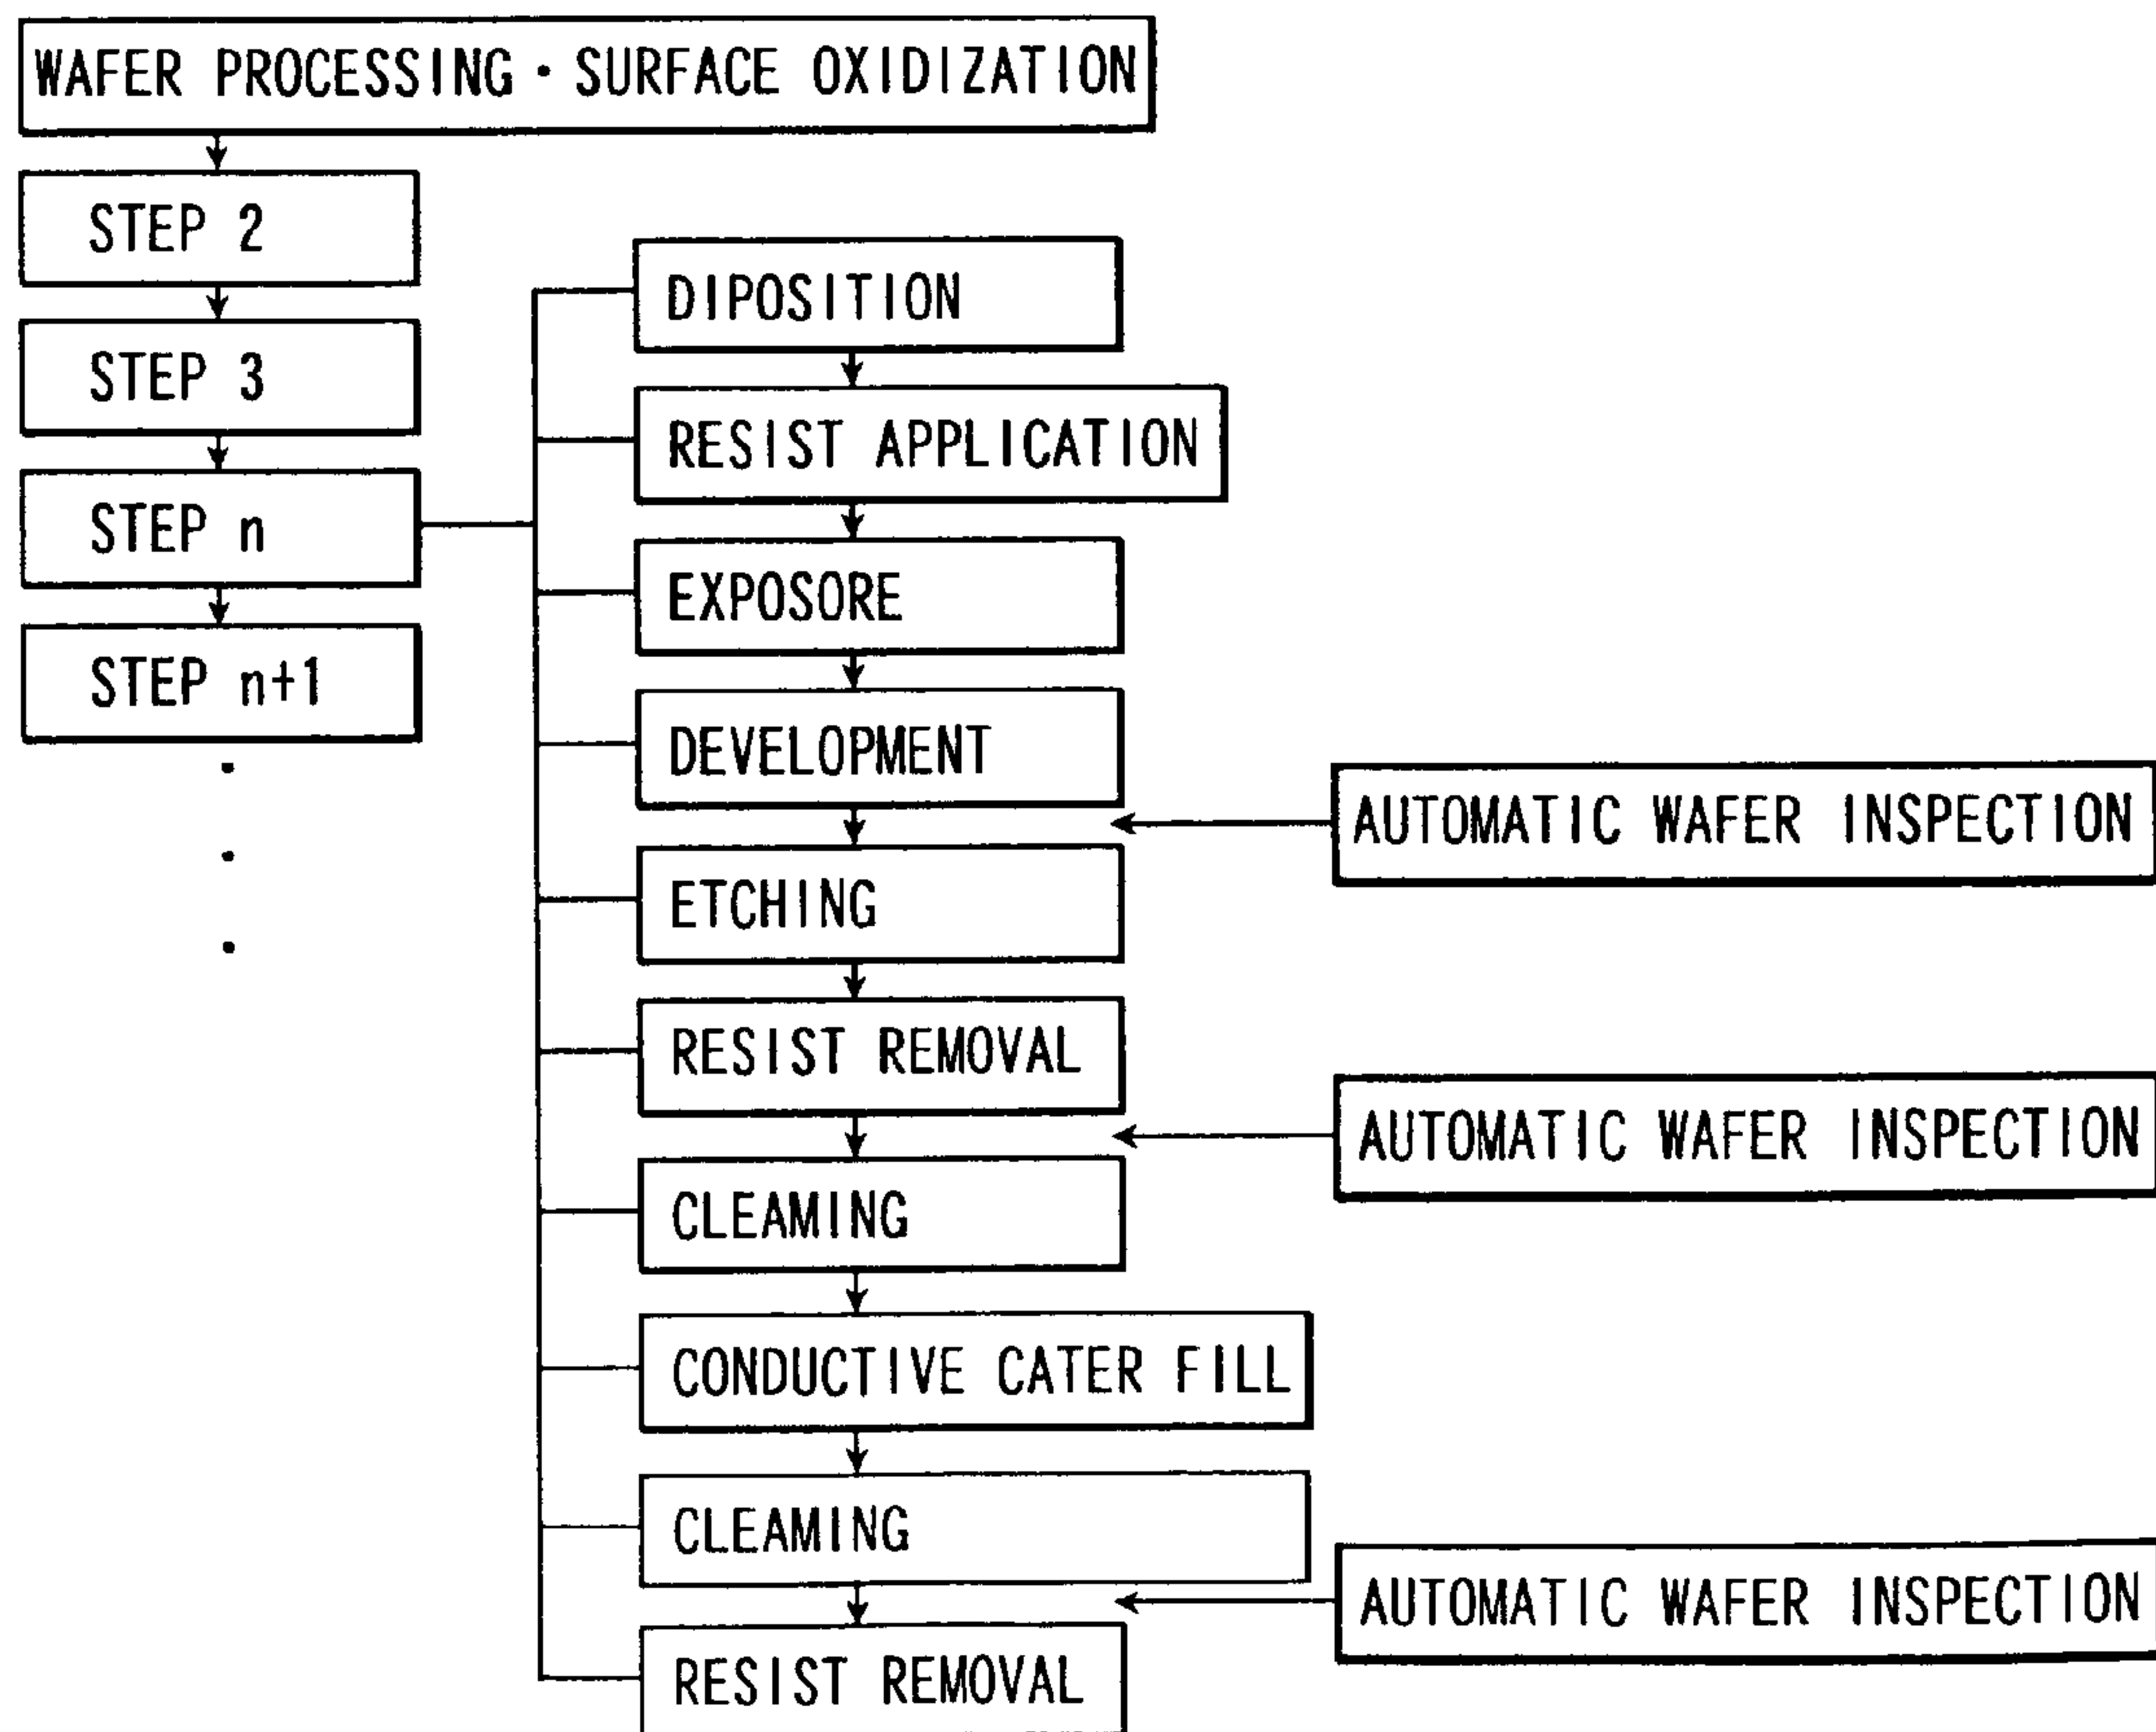 WAFER PROCESSING・SURFACE OXIDIZATION
STEP 2
STEP 3
STEP n
STEP n+1
DIPOSITION
RESIST APPLICATION
EXPOSORE
DEVELOPMENT
ETCHING
RESIST REMOVAL
CLEAMING
CONDUCTIVE CATER FILL
CLEAMING
RESIST REMOVAL
AUTOMATIC WAFER INSPECTION
AUTOMATIC WAFER INSPECTION
AUTOMATIC WAFER INSPECTION